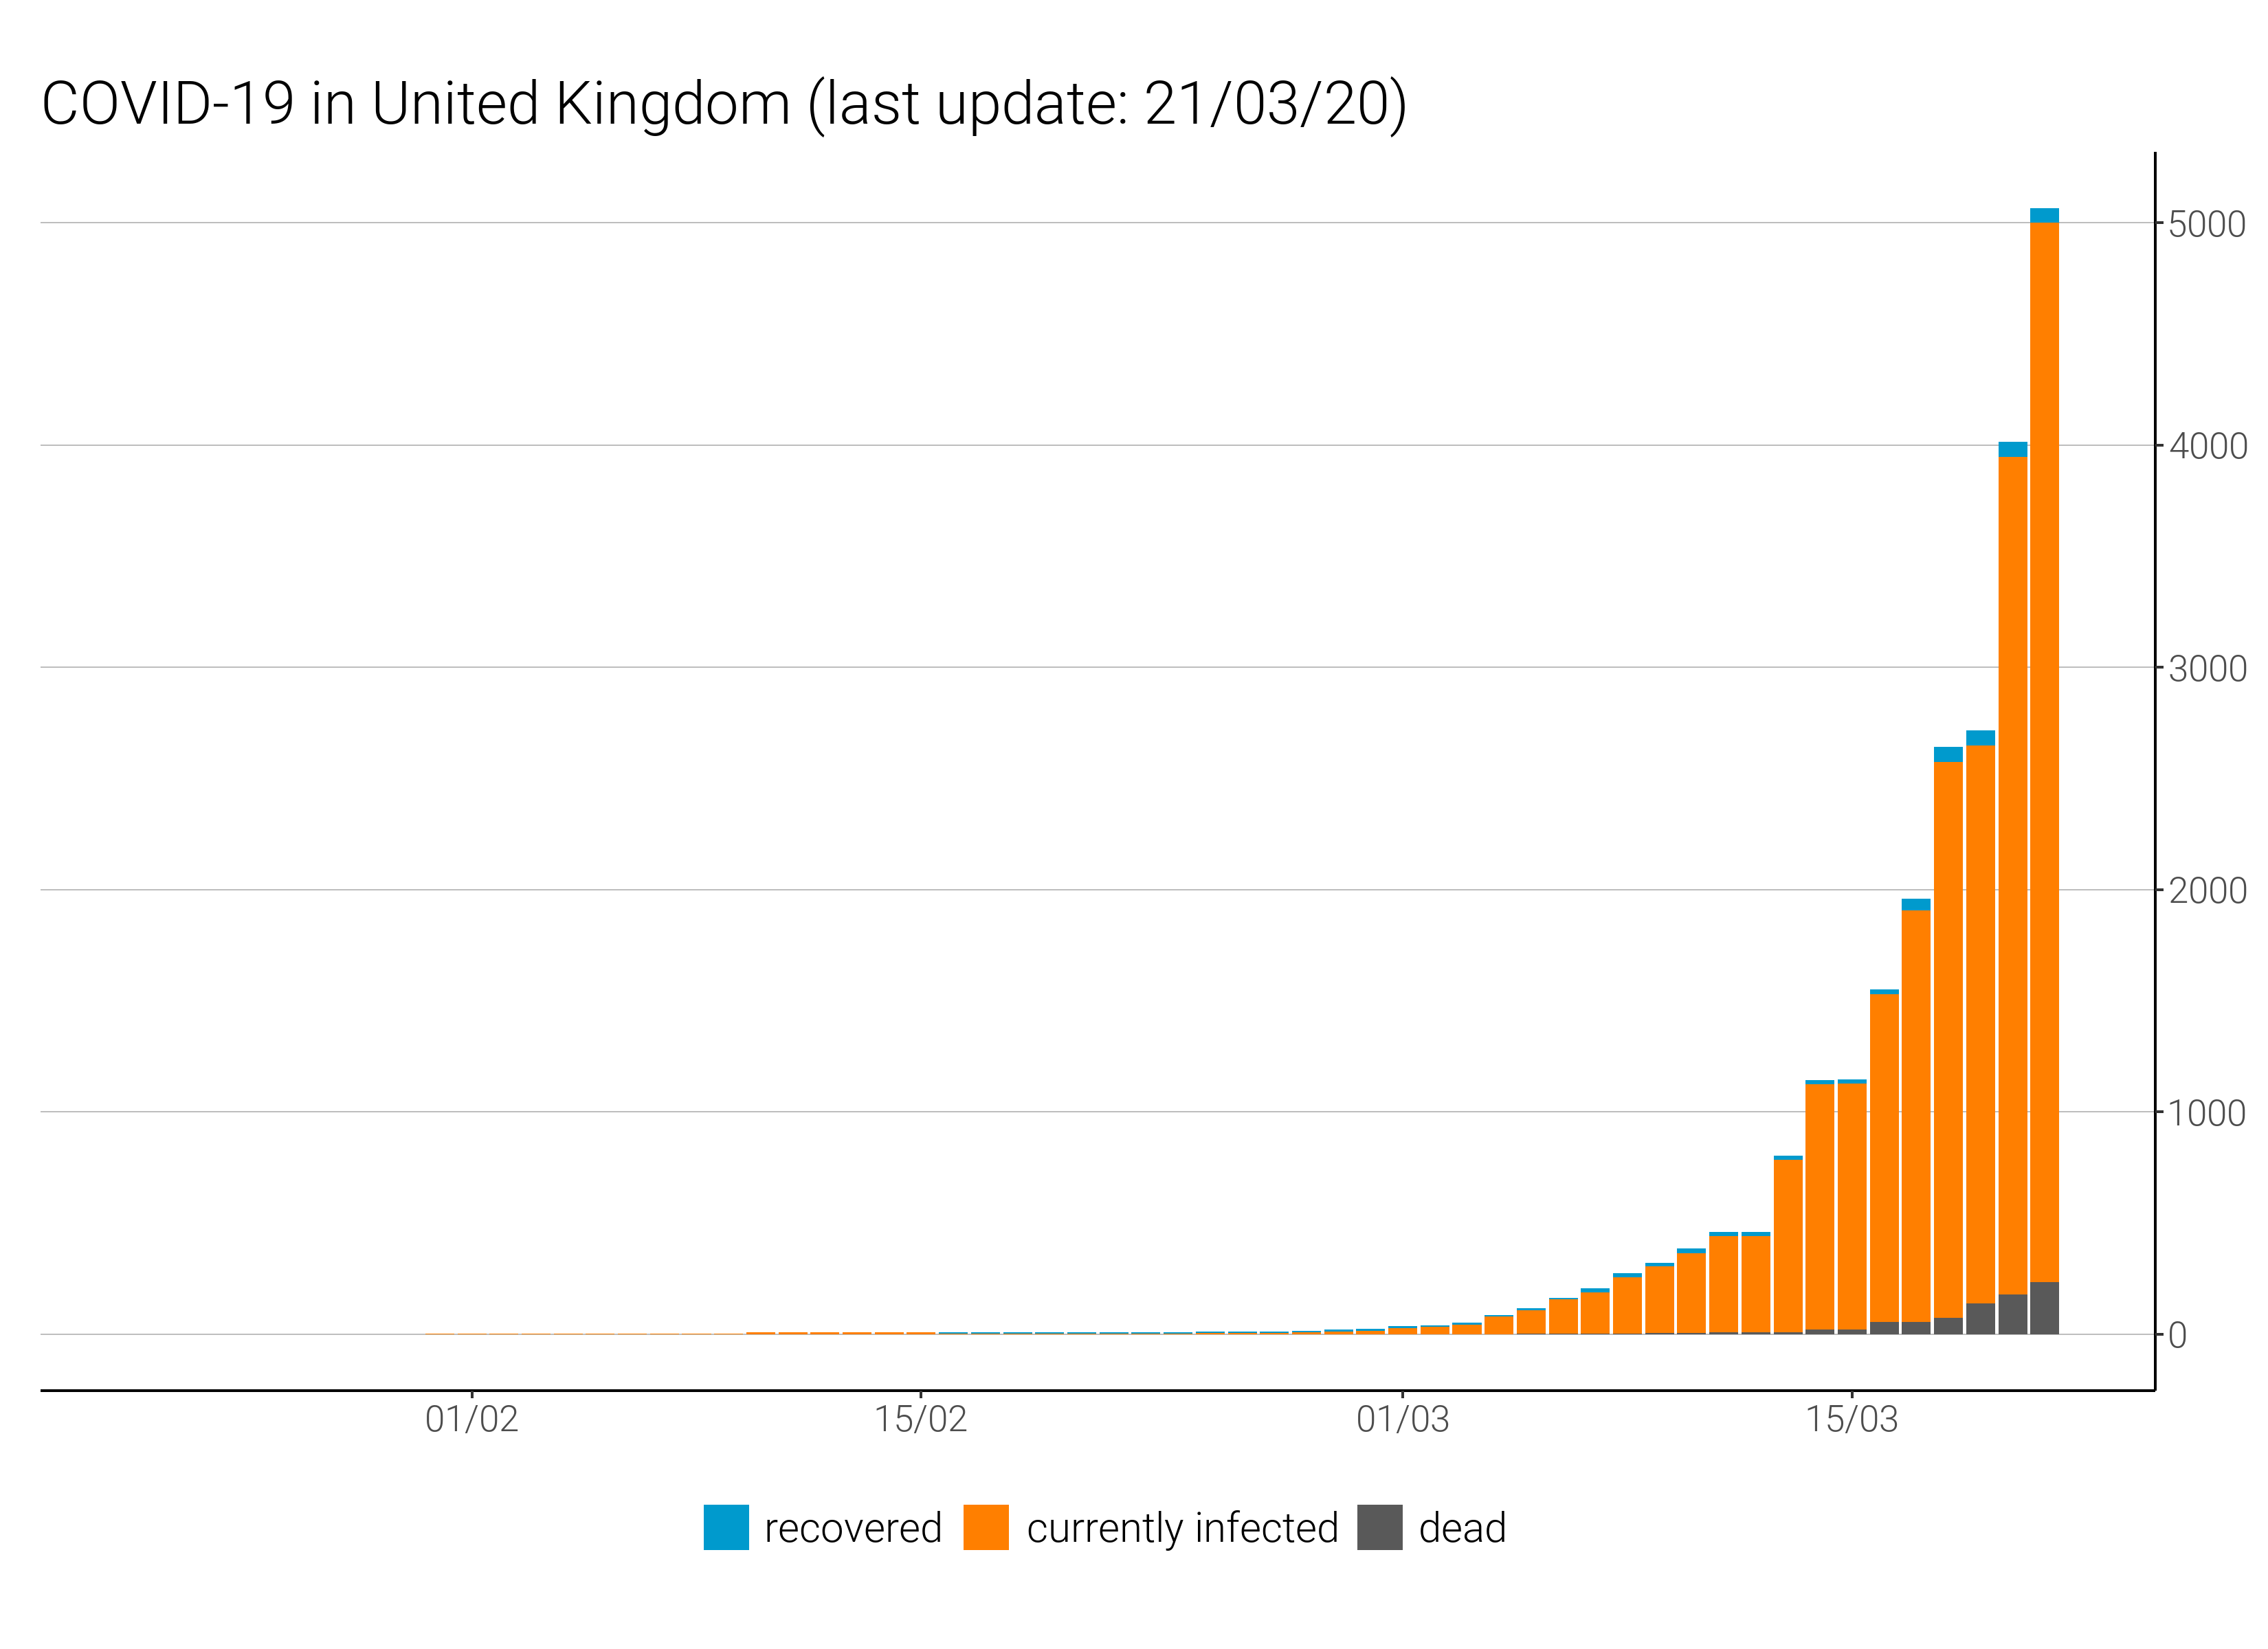 COVID-19 in United Kingdom (last update: 21/03/20)
5000
4000
3000
2000
1000
0
01/02 15/02 01/03 15/03
recovered currently infected dead